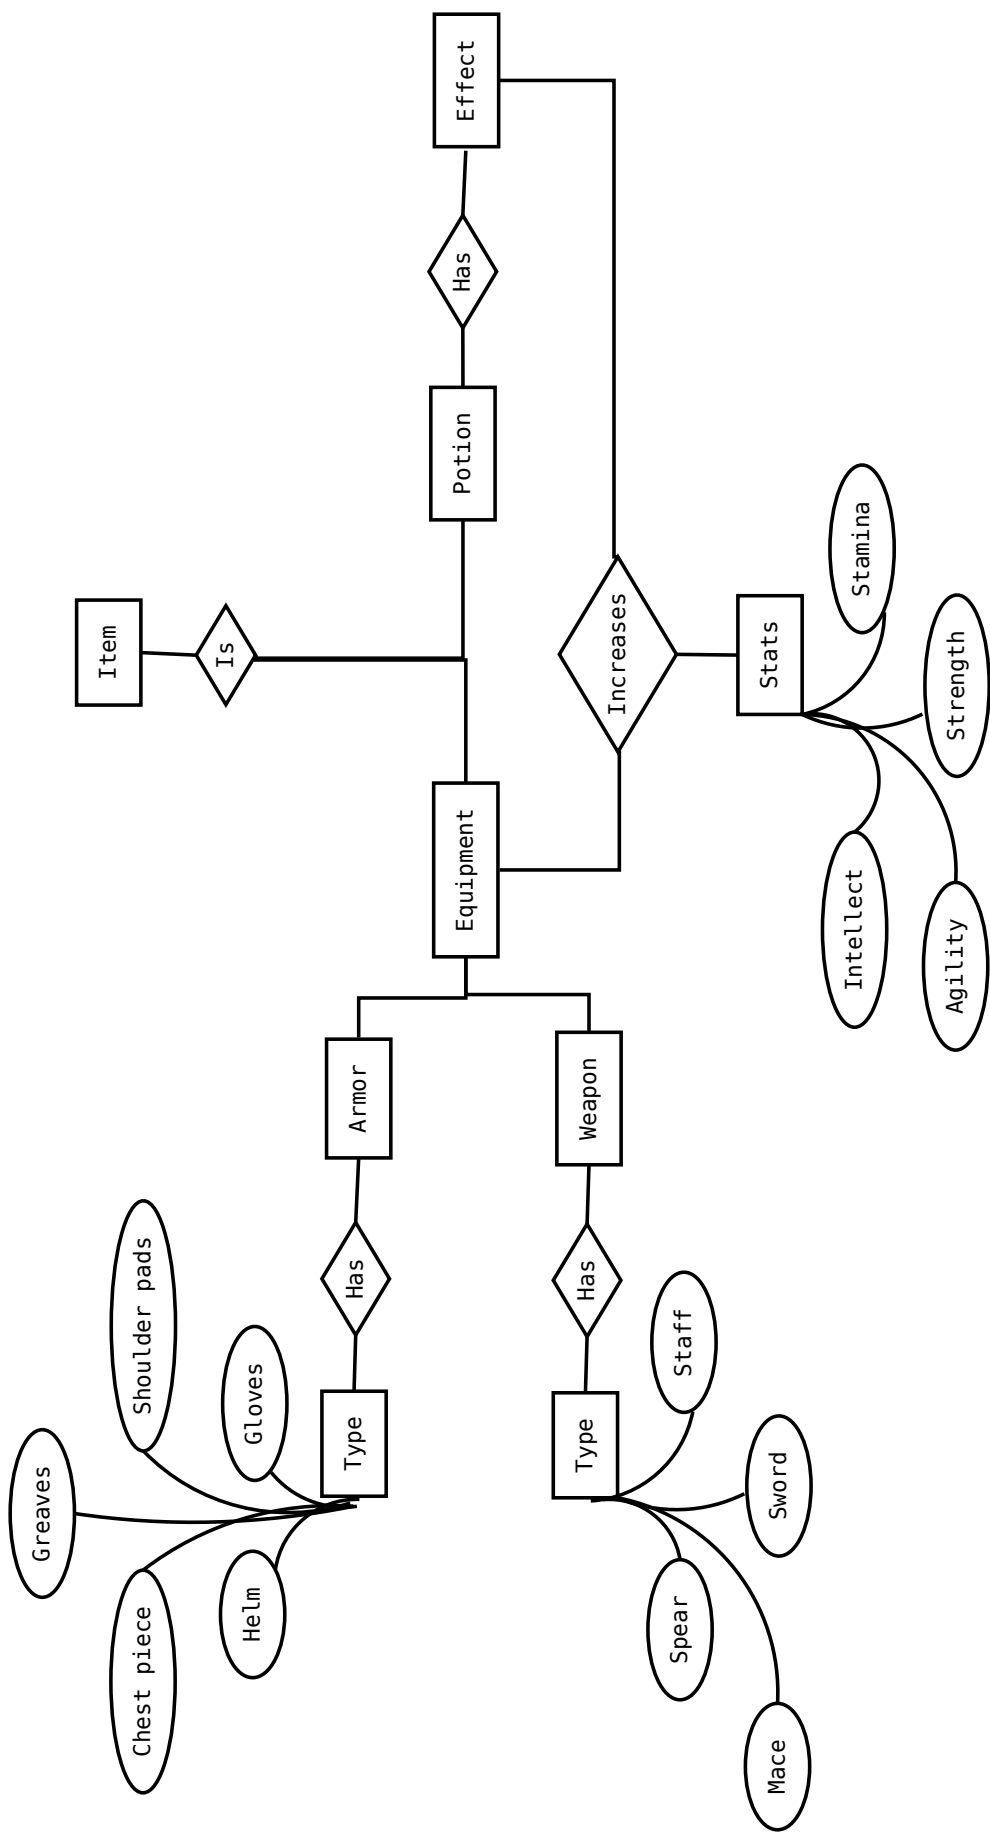 Greaves
Chest piece
Shoulder pads
Helm
Gloves
Type
Has
Armor
Item
Is
Equipment
Potion
Has
Effect
Type
Has
Weapon
Increases
Spear
Staff
Mace
Sword
Stats
Intellect
Stamina
Agility
Strength